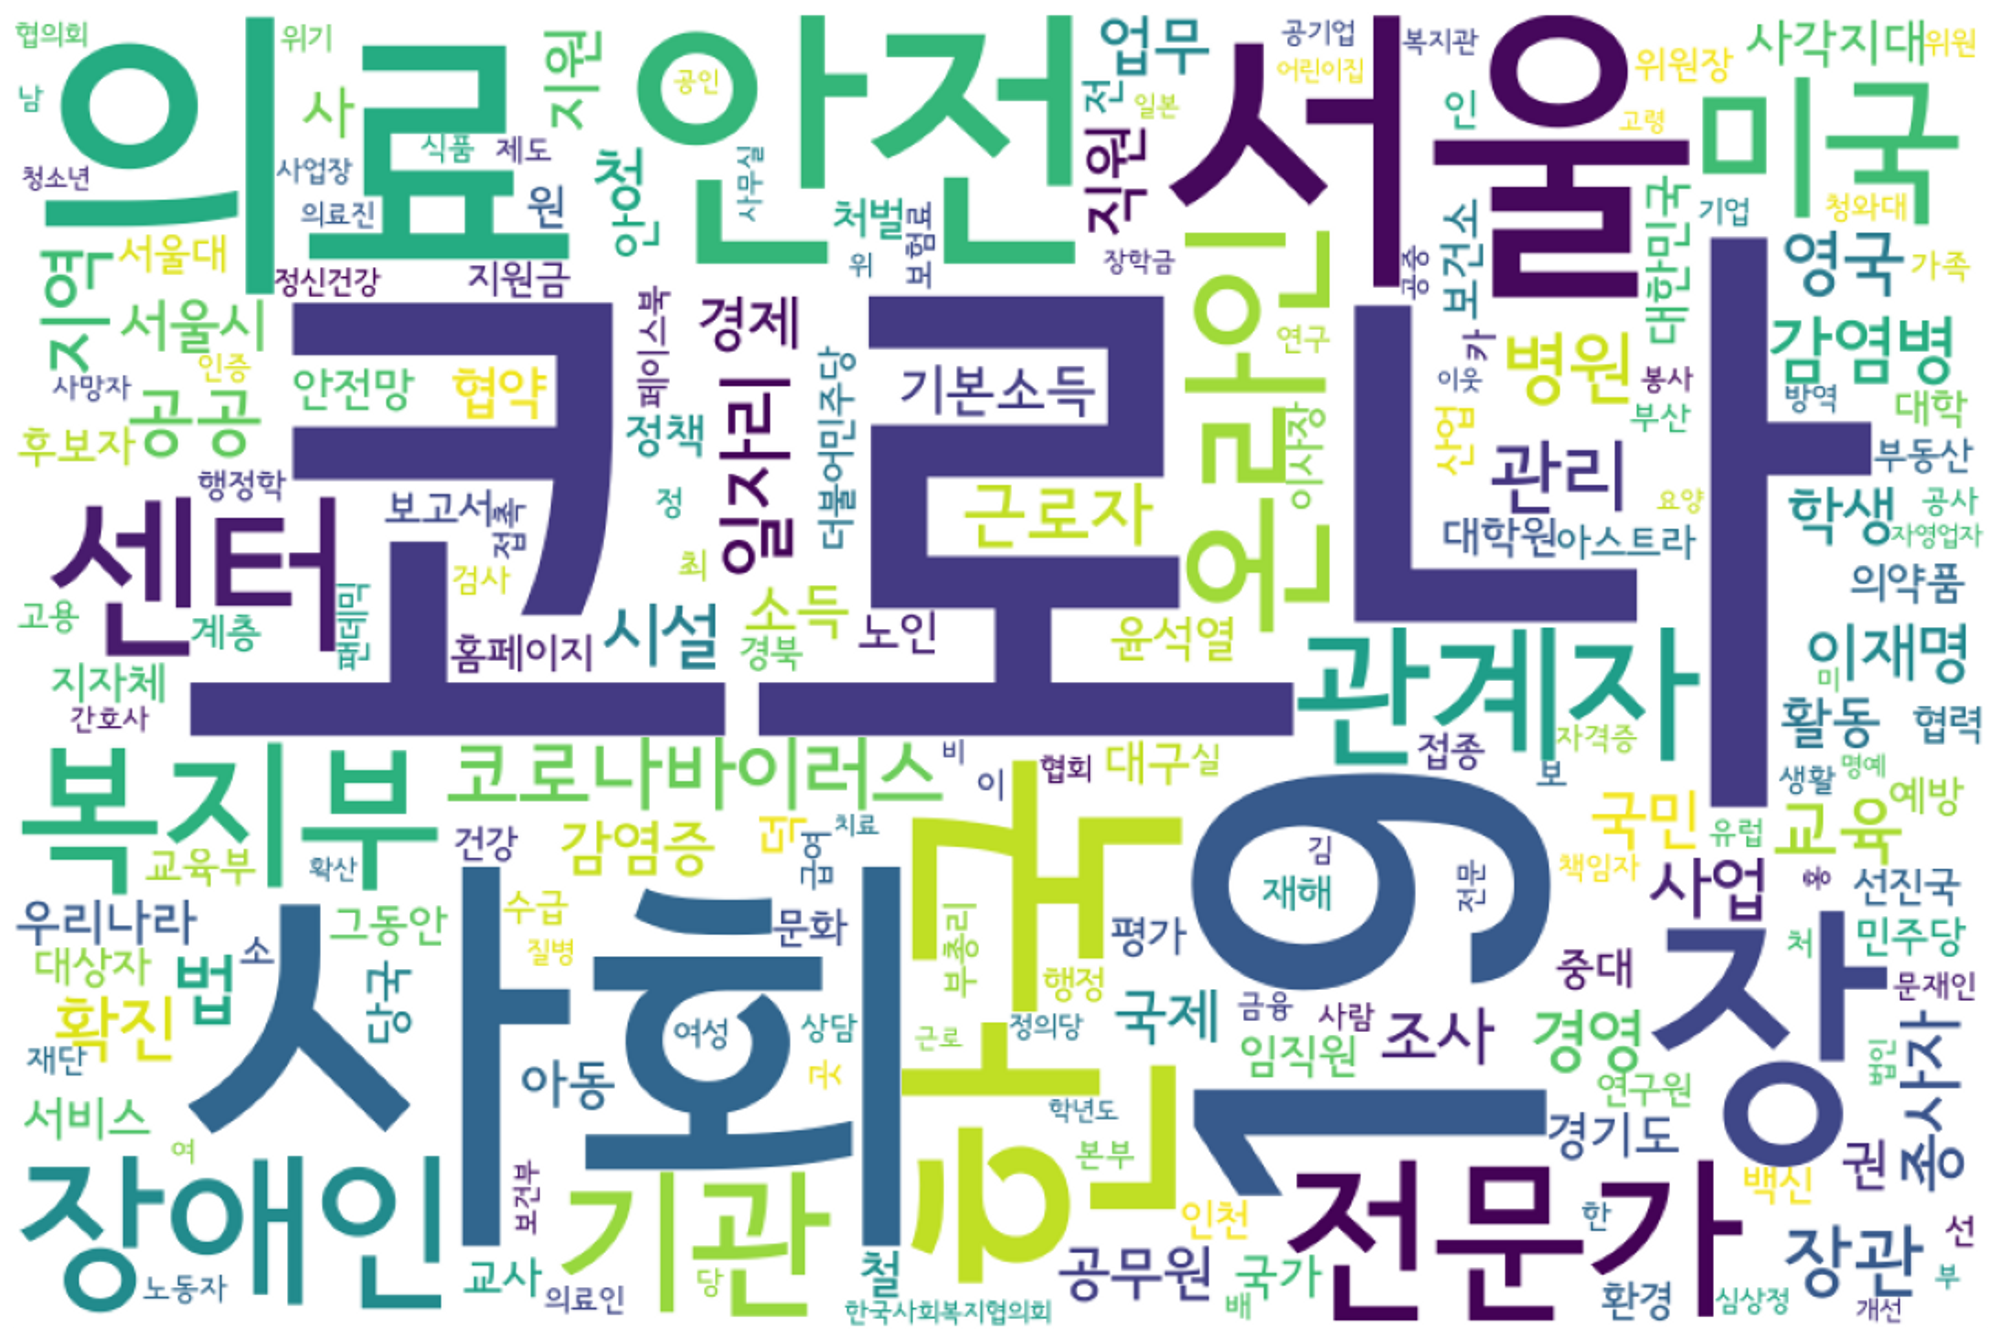 협의회
위기
지원
업무
공기업
복지관
사각지대
위원
의료
안전
서울
미국
남
사
공인
전
일본
어린이집
위원장
인
고령
청소년
사업장
식품
제도
의료진
원
안정
사무실
처벌
보험료
직원
장학금
보건소
대한민국
기업
청와대
지역
서울대
정신건강
지원금
위
온라인
공중
영국
가족
서울시
코로나
페이스북
경제
연구
카
병원
감염병
인증
사망자
안전망
협약
기본소득
이웃
봉사
방역
대학
공공
후보자
정책
일자리
더불어민주당
이사장
산업
부산
관리
부동산
행정학
보고서
접촉
정
근로자
요양
학생
공사
센터
대학원
아스트라
자영업자
검사
최
의약품
고용
계층
팬데믹
홈페이지
시설
소득
경북
노인
윤석열
관계자
이재명
지자체
미
간호사
활동
협력
복지부
코로나바이러스
비
이
협회
대구실
접종
자격증
보
생활
명예
한국
19
국민
유럽
교육
예방
교육부
확산
건강
감염증
덕
급여
치료
김
재해
전문
책임자
사업
홍
선진국
우리나라
그동안
수급
문화
부총리
평가
처
민주당
대상자
법
소
질병
행정
중대
장
문재인
확진
당국
사회
여성
상담
정의당
국제
금융
사람
조사
경영
종사자
재단
아동
곳
근로
임직원
연구원
법인
서비스
학년도
경기도
여
본부
권
백신
장애인
보건부
기관
인천
전문가
한
장관
선
노동자
교사
의료인
당
철
공무원
국가
배
환경
심상정
부
개선
한국사회복지협의회